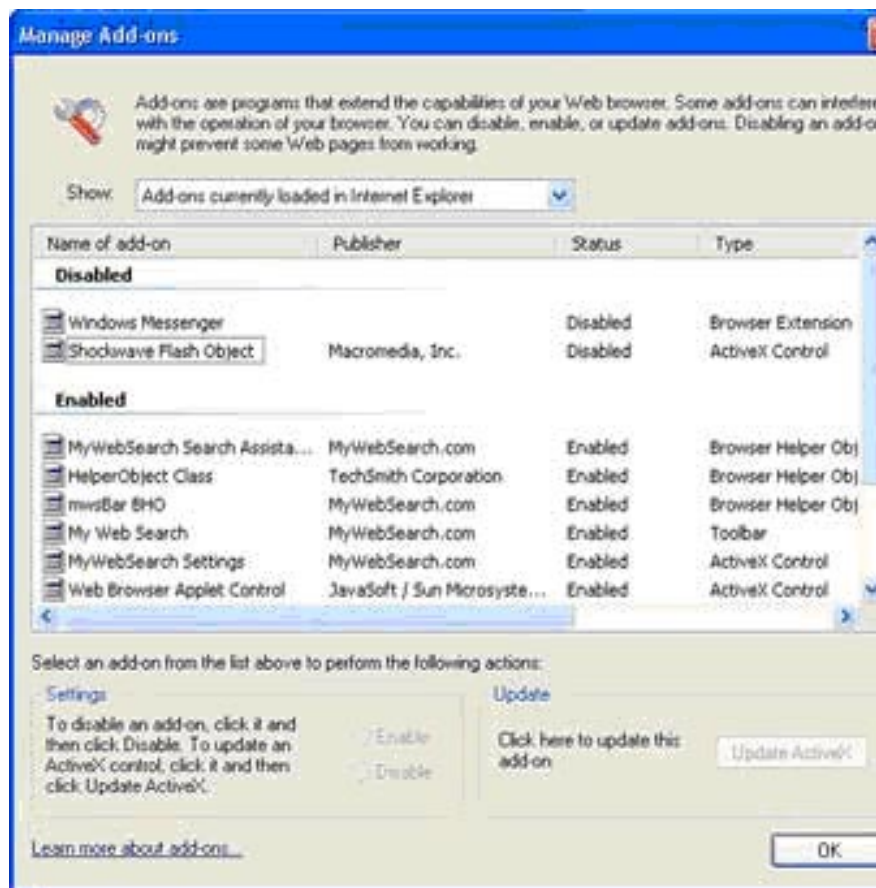 Manage Add-ons
Add-ons are programs that extend the capabilities of your Web browser. Some add-ons can interfere
with the operation of your browser. You can disable, enable, or update add-ons. Disabling an add-o
might prevent some Web pages from working.
Show: Add-ons currently loaded in Internet Explorer
Name of add-on Publisher Status Type
Disabled
Windows Messenger Disabled Browser Extension
Shockwave Flash Object Macromedia, Inc. Disabled ActiveX Control
Enabled
MyWebSearch Search Assista... MyWebSearch.com Enabled Browser Helper Obj
HelperObject Class TechSmith Corporation Enabled Browser Helper Obj
mwsBar BHO MyWebSearch.com Enabled Browser Helper Obj
My Web Search MyWebSearch.com Enabled Toolbar
MyWebSearch Settings MyWebSearch.com Enabled ActiveX Control
Web Browser Applet Control JavaSoft / Sun Microsyste... Enabled ActiveX Control
Select an add-on from the list above to perform the following actions:
Settings
To disable an add-on, click it and
then click Disable. To update an
ActiveX control, click it and then
click Update ActiveX.
Enable
Disable
Update
Click here to update this
add-on
Update ActiveX
Learn more about add-ons...
OK